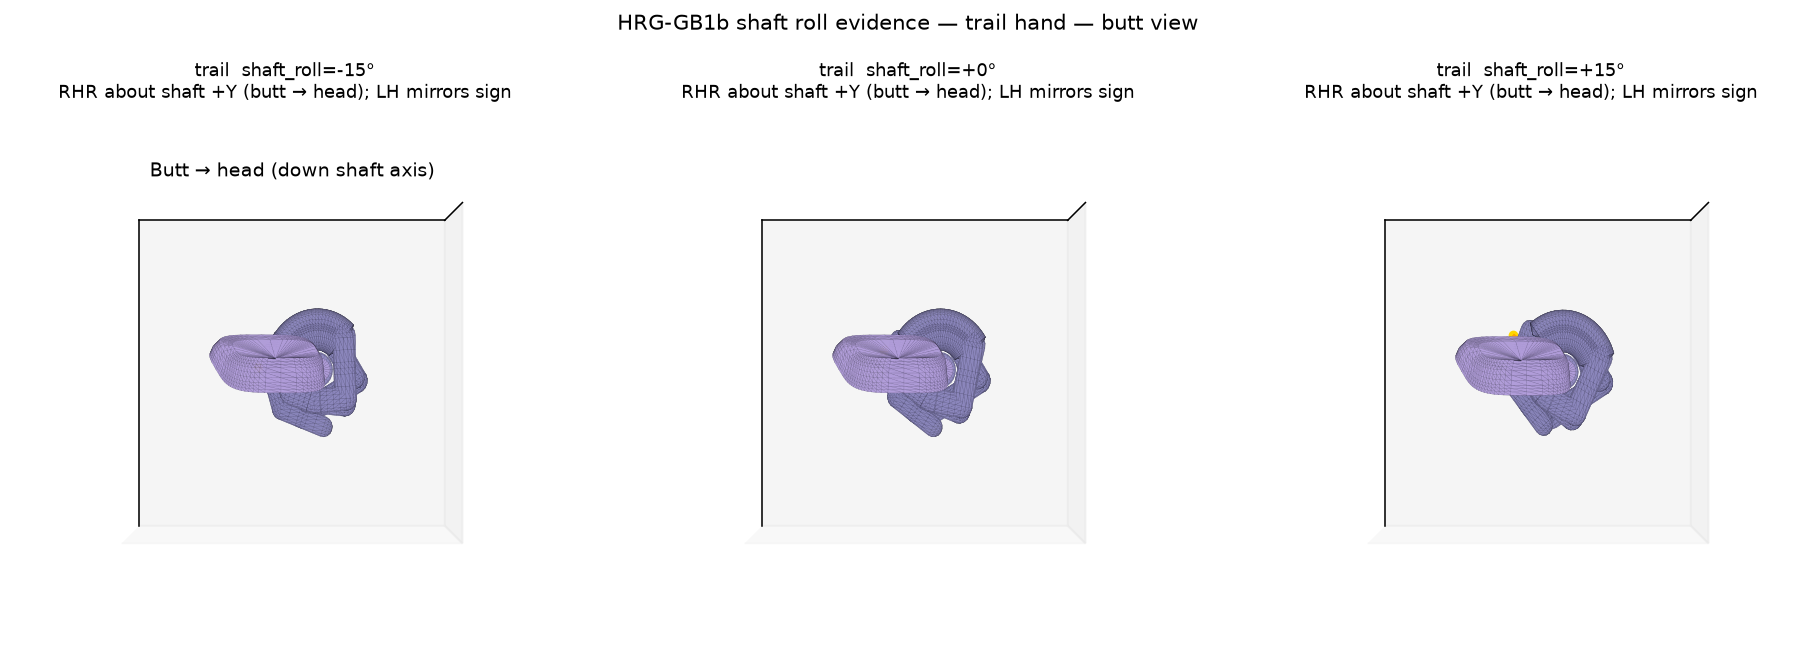 HRG-GB1b shaft roll evidence — trail hand — butt view
trail  shaft_roll=-15°
RHR about shaft +Y (butt → head); LH mirrors sign
trail  shaft_roll=+0°
RHR about shaft +Y (butt → head); LH mirrors sign
trail  shaft_roll=+15°
RHR about shaft +Y (butt → head); LH mirrors sign
Butt → head (down shaft axis)